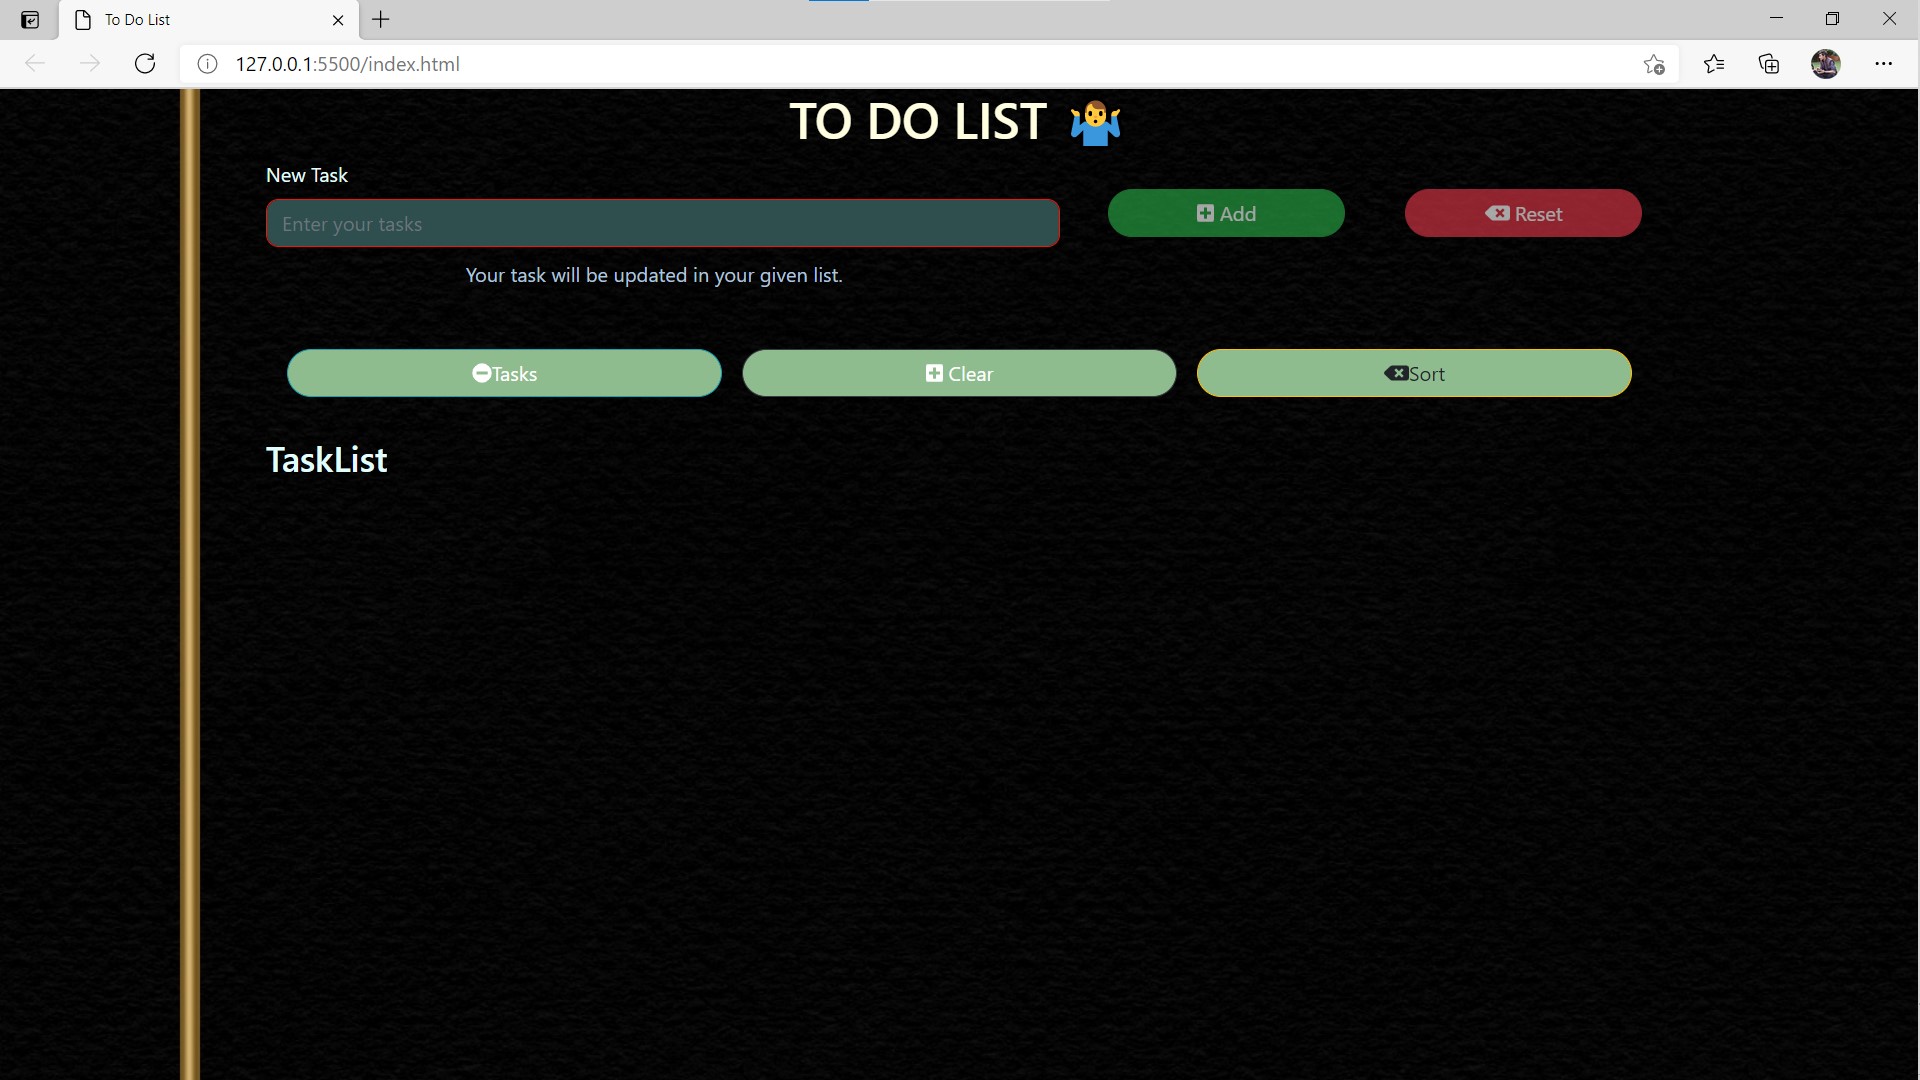 To Do List
127.0.0.1:5500/index.html
TO DO LIST 🤷‍♂️
New Task
Enter your tasks
Add
Reset
Your task will be updated in your given list.
Tasks
Clear
Sort
TaskList